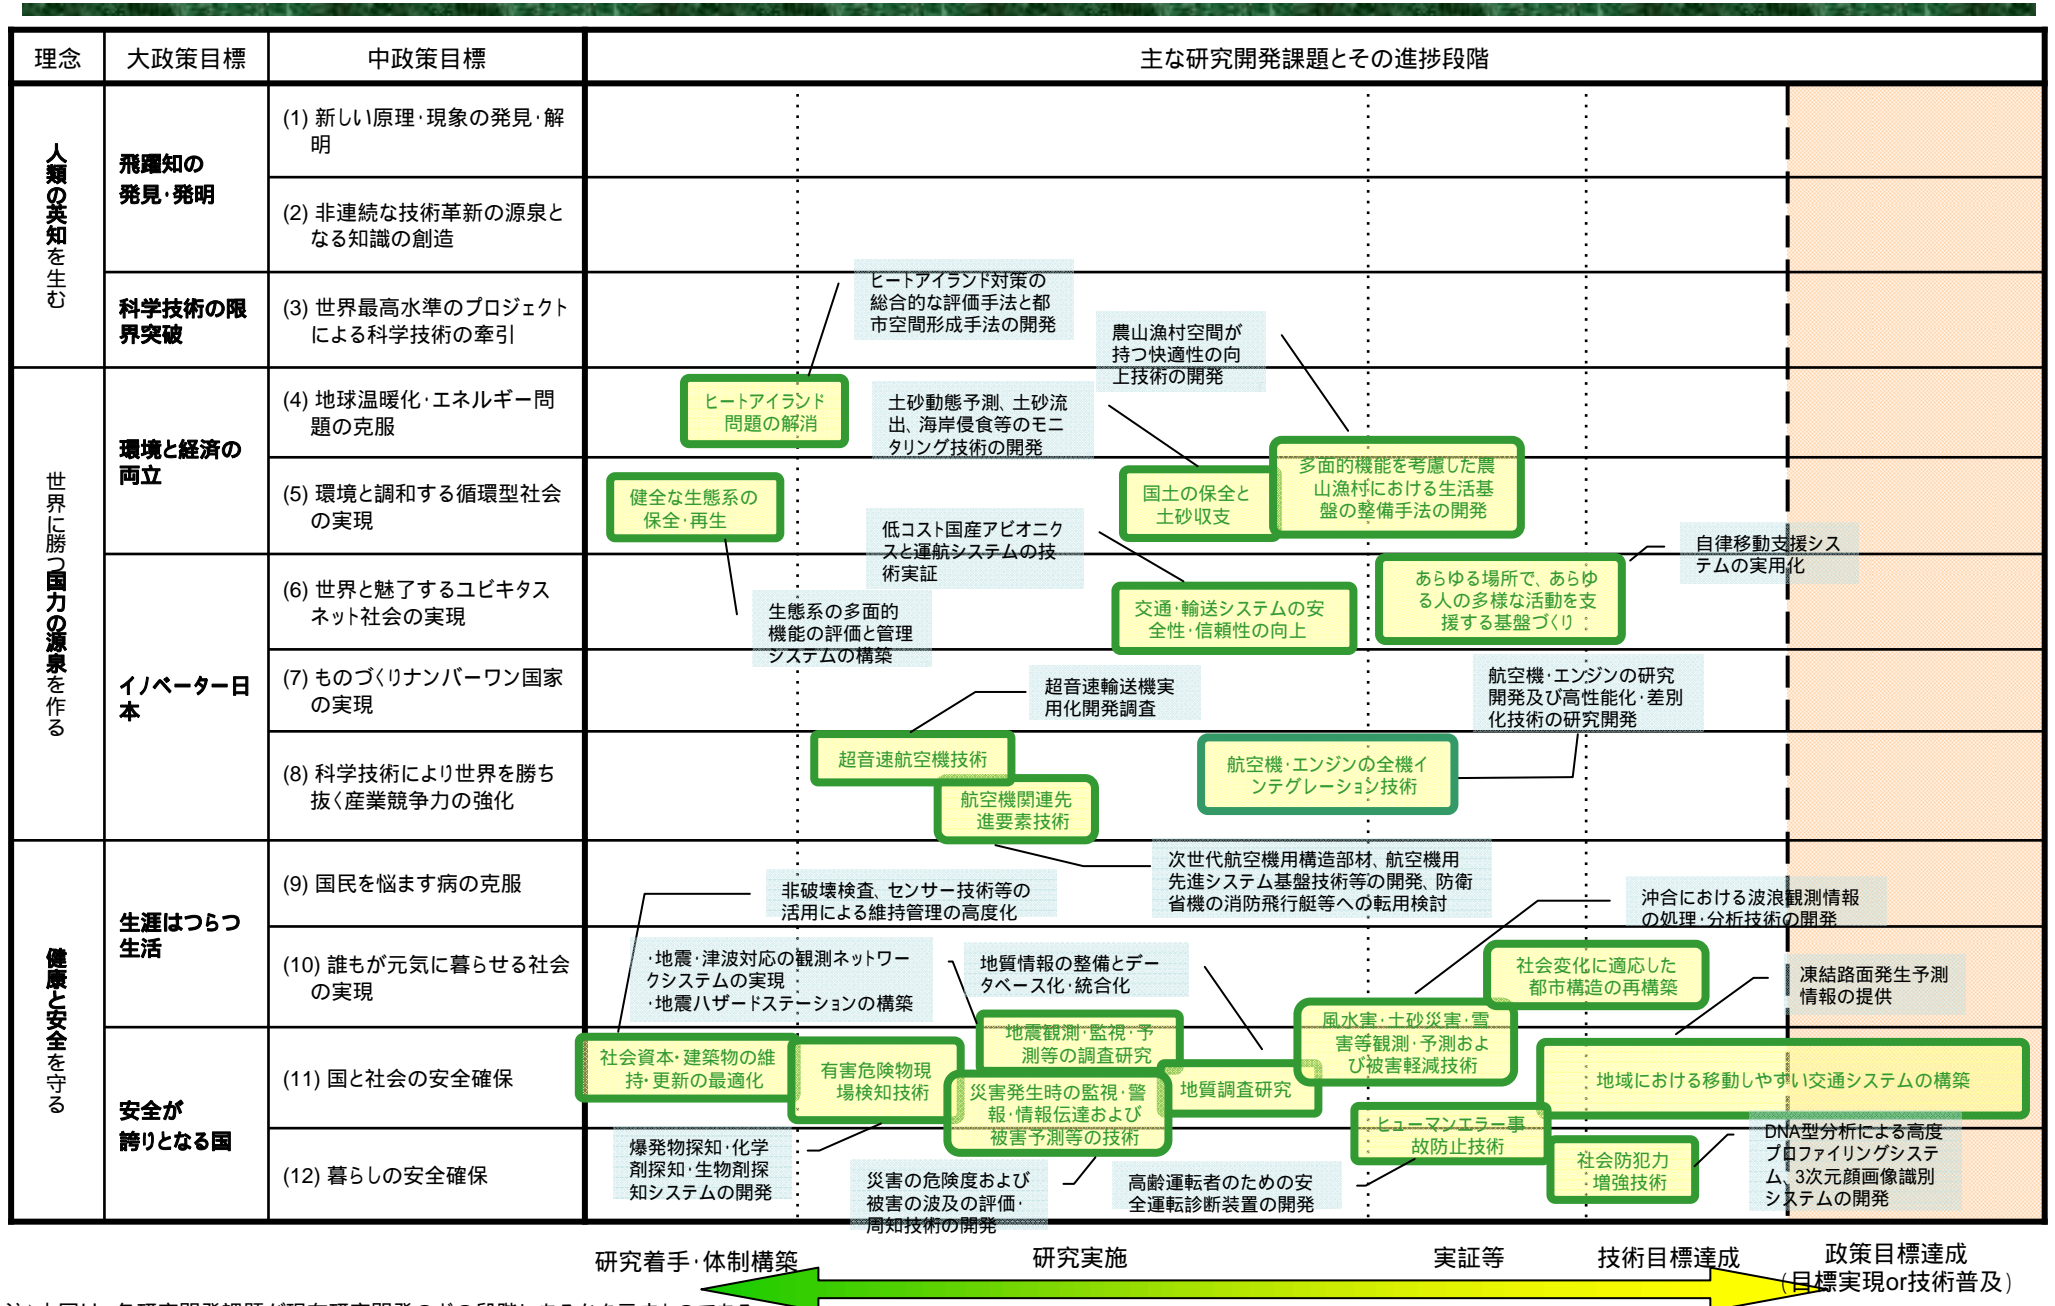 理念
大政策目標
中政策目標
主な研究開発課題とその進捗段階
人類の英知を生む
飛躍知の
発見・発明
(1) 新しい原理・現象の発見・解
明
(2) 非連続な技術革新の源泉と
なる知識の創造
科学技術の限
界突破
(3) 世界最高水準のプロジェクト
による科学技術の牽引
ヒートアイランド対策の
総合的な評価手法と都
市空間形成手法の開発
農山漁村空間が
持つ快適性の向
上技術の開発
世界に勝つ国力の源泉を作る
環境と経済の
両立
(4) 地球温暖化・エネルギー問
題の克服
ヒートアイランド
問題の解消
土砂動態予測、土砂流
出、海岸侵食等のモニ
タリング技術の開発
(5) 環境と調和する循環型社会
の実現
健全な生態系の
保全・再生
国土の保全と
土砂収支
多面的機能を考慮した農
山漁村における生活基
盤の整備手法の開発
低コスト国産アビオニク
スと運航システムの技
術実証
自律移動支援シス
テムの実用化
イノベーター日
本
(6) 世界と魅了するユビキタス
ネット社会の実現
生態系の多面的
機能の評価と管理
システムの構築
交通・輸送システムの安
全性・信頼性の向上
あらゆる場所で、あらゆ
る人の多様な活動を支
援する基盤づくり
(7) ものづくりナンバーワン国家
の実現
超音速輸送機実
用化開発調査
航空機・エンジンの研究
開発及び高性能化・差別
化技術の研究開発
(8) 科学技術により世界を勝ち
抜く産業競争力の強化
超音速航空機技術
航空機関連先
進要素技術
航空機・エンジンの全機イ
ンテグレーション技術
健康と安全を守る
生涯はつらつ
生活
(9) 国民を悩ます病の克服
非破壊検査、センサー技術等の
活用による維持管理の高度化
次世代航空機用構造部材、航空機用
先進システム基盤技術等の開発、防衛
省機の消防飛行艇等への転用検討
沖合における波浪観測情報
の処理・分析技術の開発
(10) 誰もが元気に暮らせる社会
の実現
・地震・津波対応の観測ネットワー
クシステムの実現
・地震ハザードステーションの構築
地質情報の整備とデー
タベース化・統合化
社会変化に適応した
都市構造の再構築
凍結路面発生予測
情報の提供
安全が
誇りとなる国
(11) 国と社会の安全確保
社会資本・建築物の維
持・更新の最適化
有害危険物現
場検知技術
地震観測・監視・予
測等の調査研究
災害発生時の監視・警
報・情報伝達および
被害予測等の技術
地質調査研究
風水害・土砂災害・雪
害等観測・予測およ
び被害軽減技術
地域における移動しやすい交通システムの構築
(12) 暮らしの安全確保
爆発物探知・化学
剤探知・生物剤探
知システムの開発
災害の危険度および
被害の波及の評価・
周知技術の開発
高齢運転者のための安
全運転診断装置の開発
ヒューマンエラー事
故防止技術
社会防犯力
増強技術
DNA型分析による高度
プロファイリングシステ
ム、3次元顔画像識別
システムの開発
研究着手・体制構築
研究実施
実証等
技術目標達成
政策目標達成
(目標実現or技術普及)